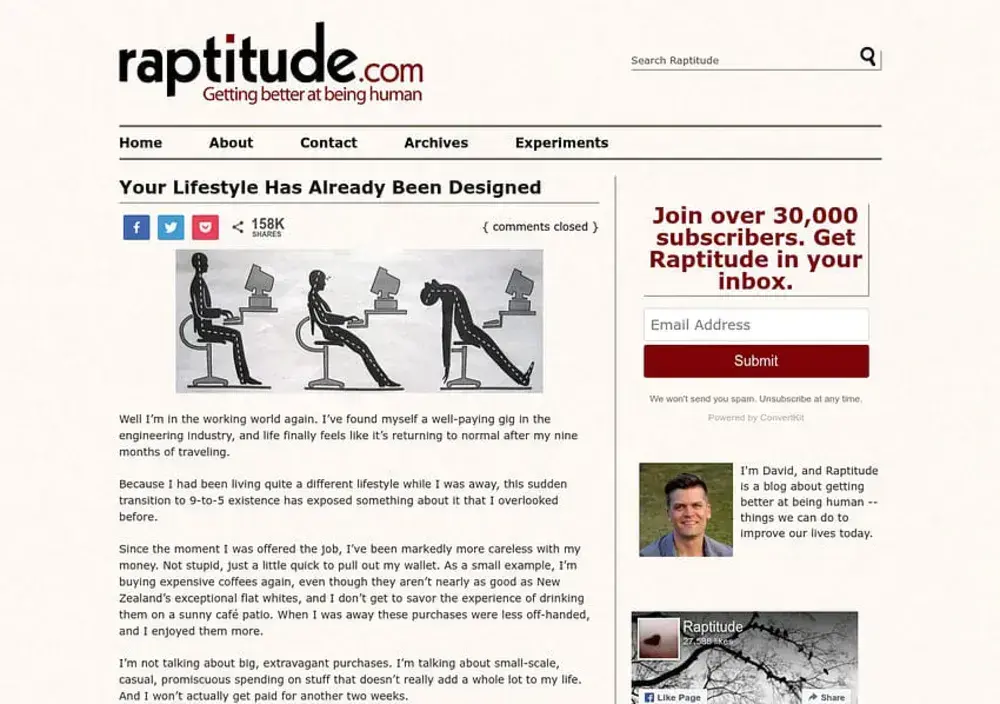 raptitude.com
Getting better at being human
Search Raptitude
Home About Contact Archives Experiments
Your Lifestyle Has Already Been Designed
f 158K
SHARES
{ comments closed }
Well I'm in the working world again. I've found myself a well-paying gig in the
engineering industry, and life finally feels like it's returning to normal after my nine
months of traveling.
Because I had been living quite a different lifestyle while I was away, this sudden
transition to 9-to-5 existence has exposed something about it that I overlooked
before.
Since the moment I was offered the job, I've been markedly more careless with my
money. Not stupid, just a little quick to pull out my wallet. As a small example, I'm
buying expensive coffees again, even though they aren't nearly as good as New
Zealand's exceptional flat whites, and I don't get to savor the experience of drinking
them on a sunny café patio. When I was away these purchases were less off-handed,
and I enjoyed them more.
I'm not talking about big, extravagant purchases. I'm talking about small-scale,
casual, promiscuous spending on stuff that doesn't really add a whole lot to my life.
And I won't actually get paid for another two weeks.
Join over 30,000
subscribers. Get
Raptitude in your
inbox.
Email Address
Submit
We won't send you spam. Unsubscribe at any time.
Powered by ConvertKit
I'm David, and Raptitude
is a blog about getting
better at being human --
things we can do to
improve our lives today.
Raptitude
27,588 likes
f Like Page
Share